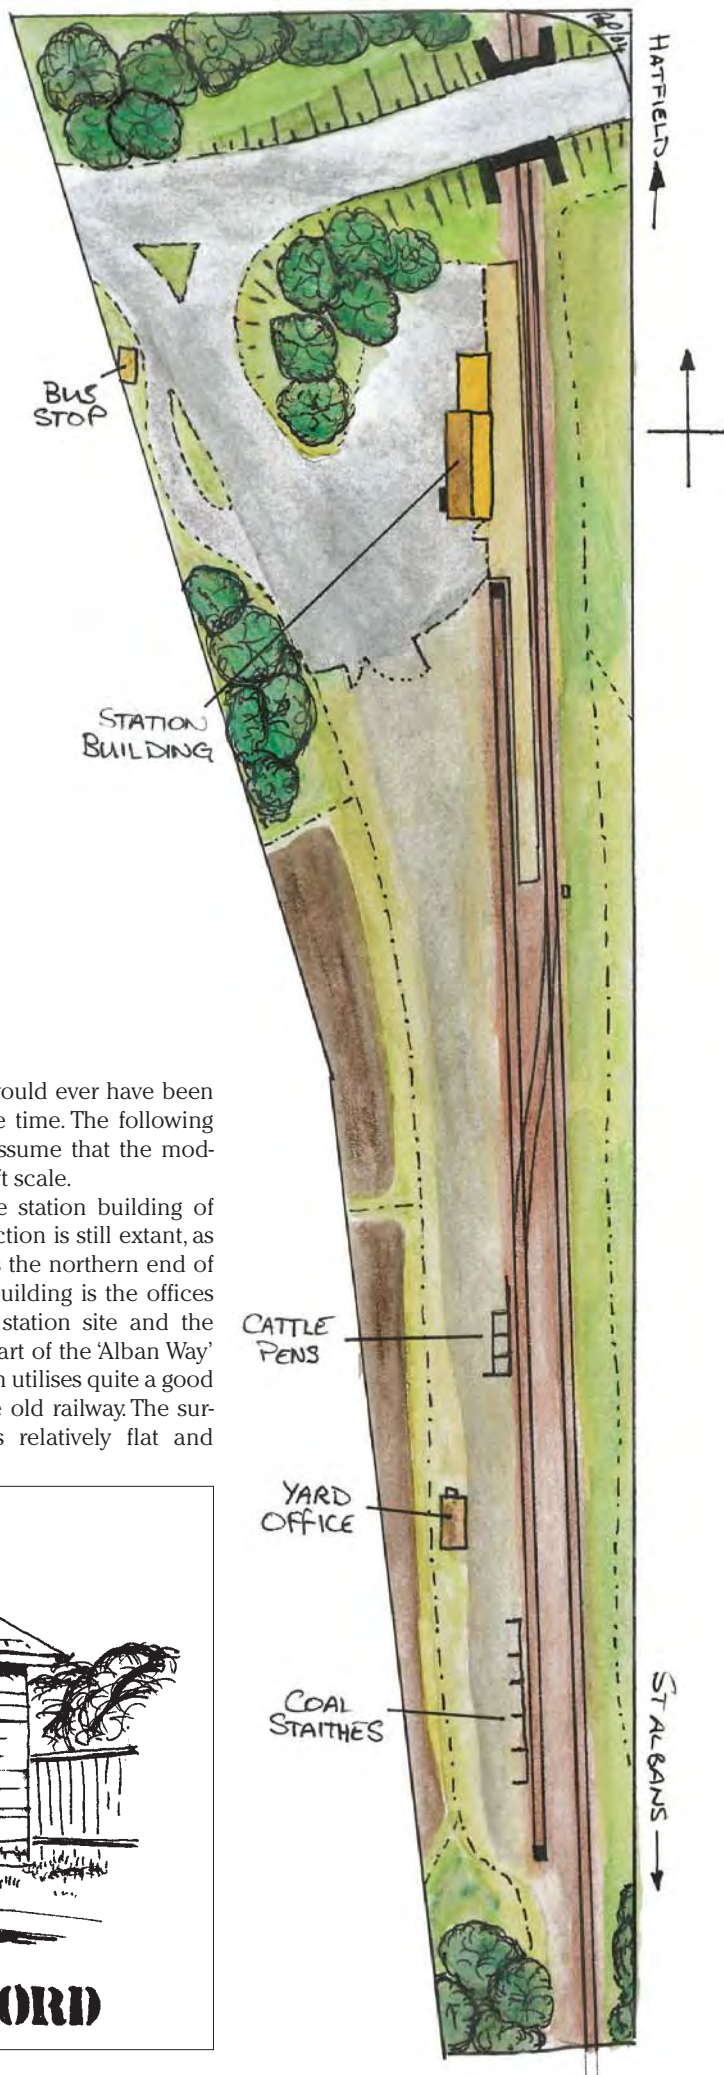 HATFIELD
BUS
STOP
STATION
BUILDING
ould ever have been
e time. The following
ssume that the mod-
ft scale.
e station building of
ction is still extant, as
s the northern end of
uilding is the offices
station site and the
art of the ‘Alban Way’
n utilises quite a good
e old railway. The sur-
s relatively flat and
CATTLE
PENS
YARD
OFFICE
COAL
STAITHES
ST ALBANS
ORD